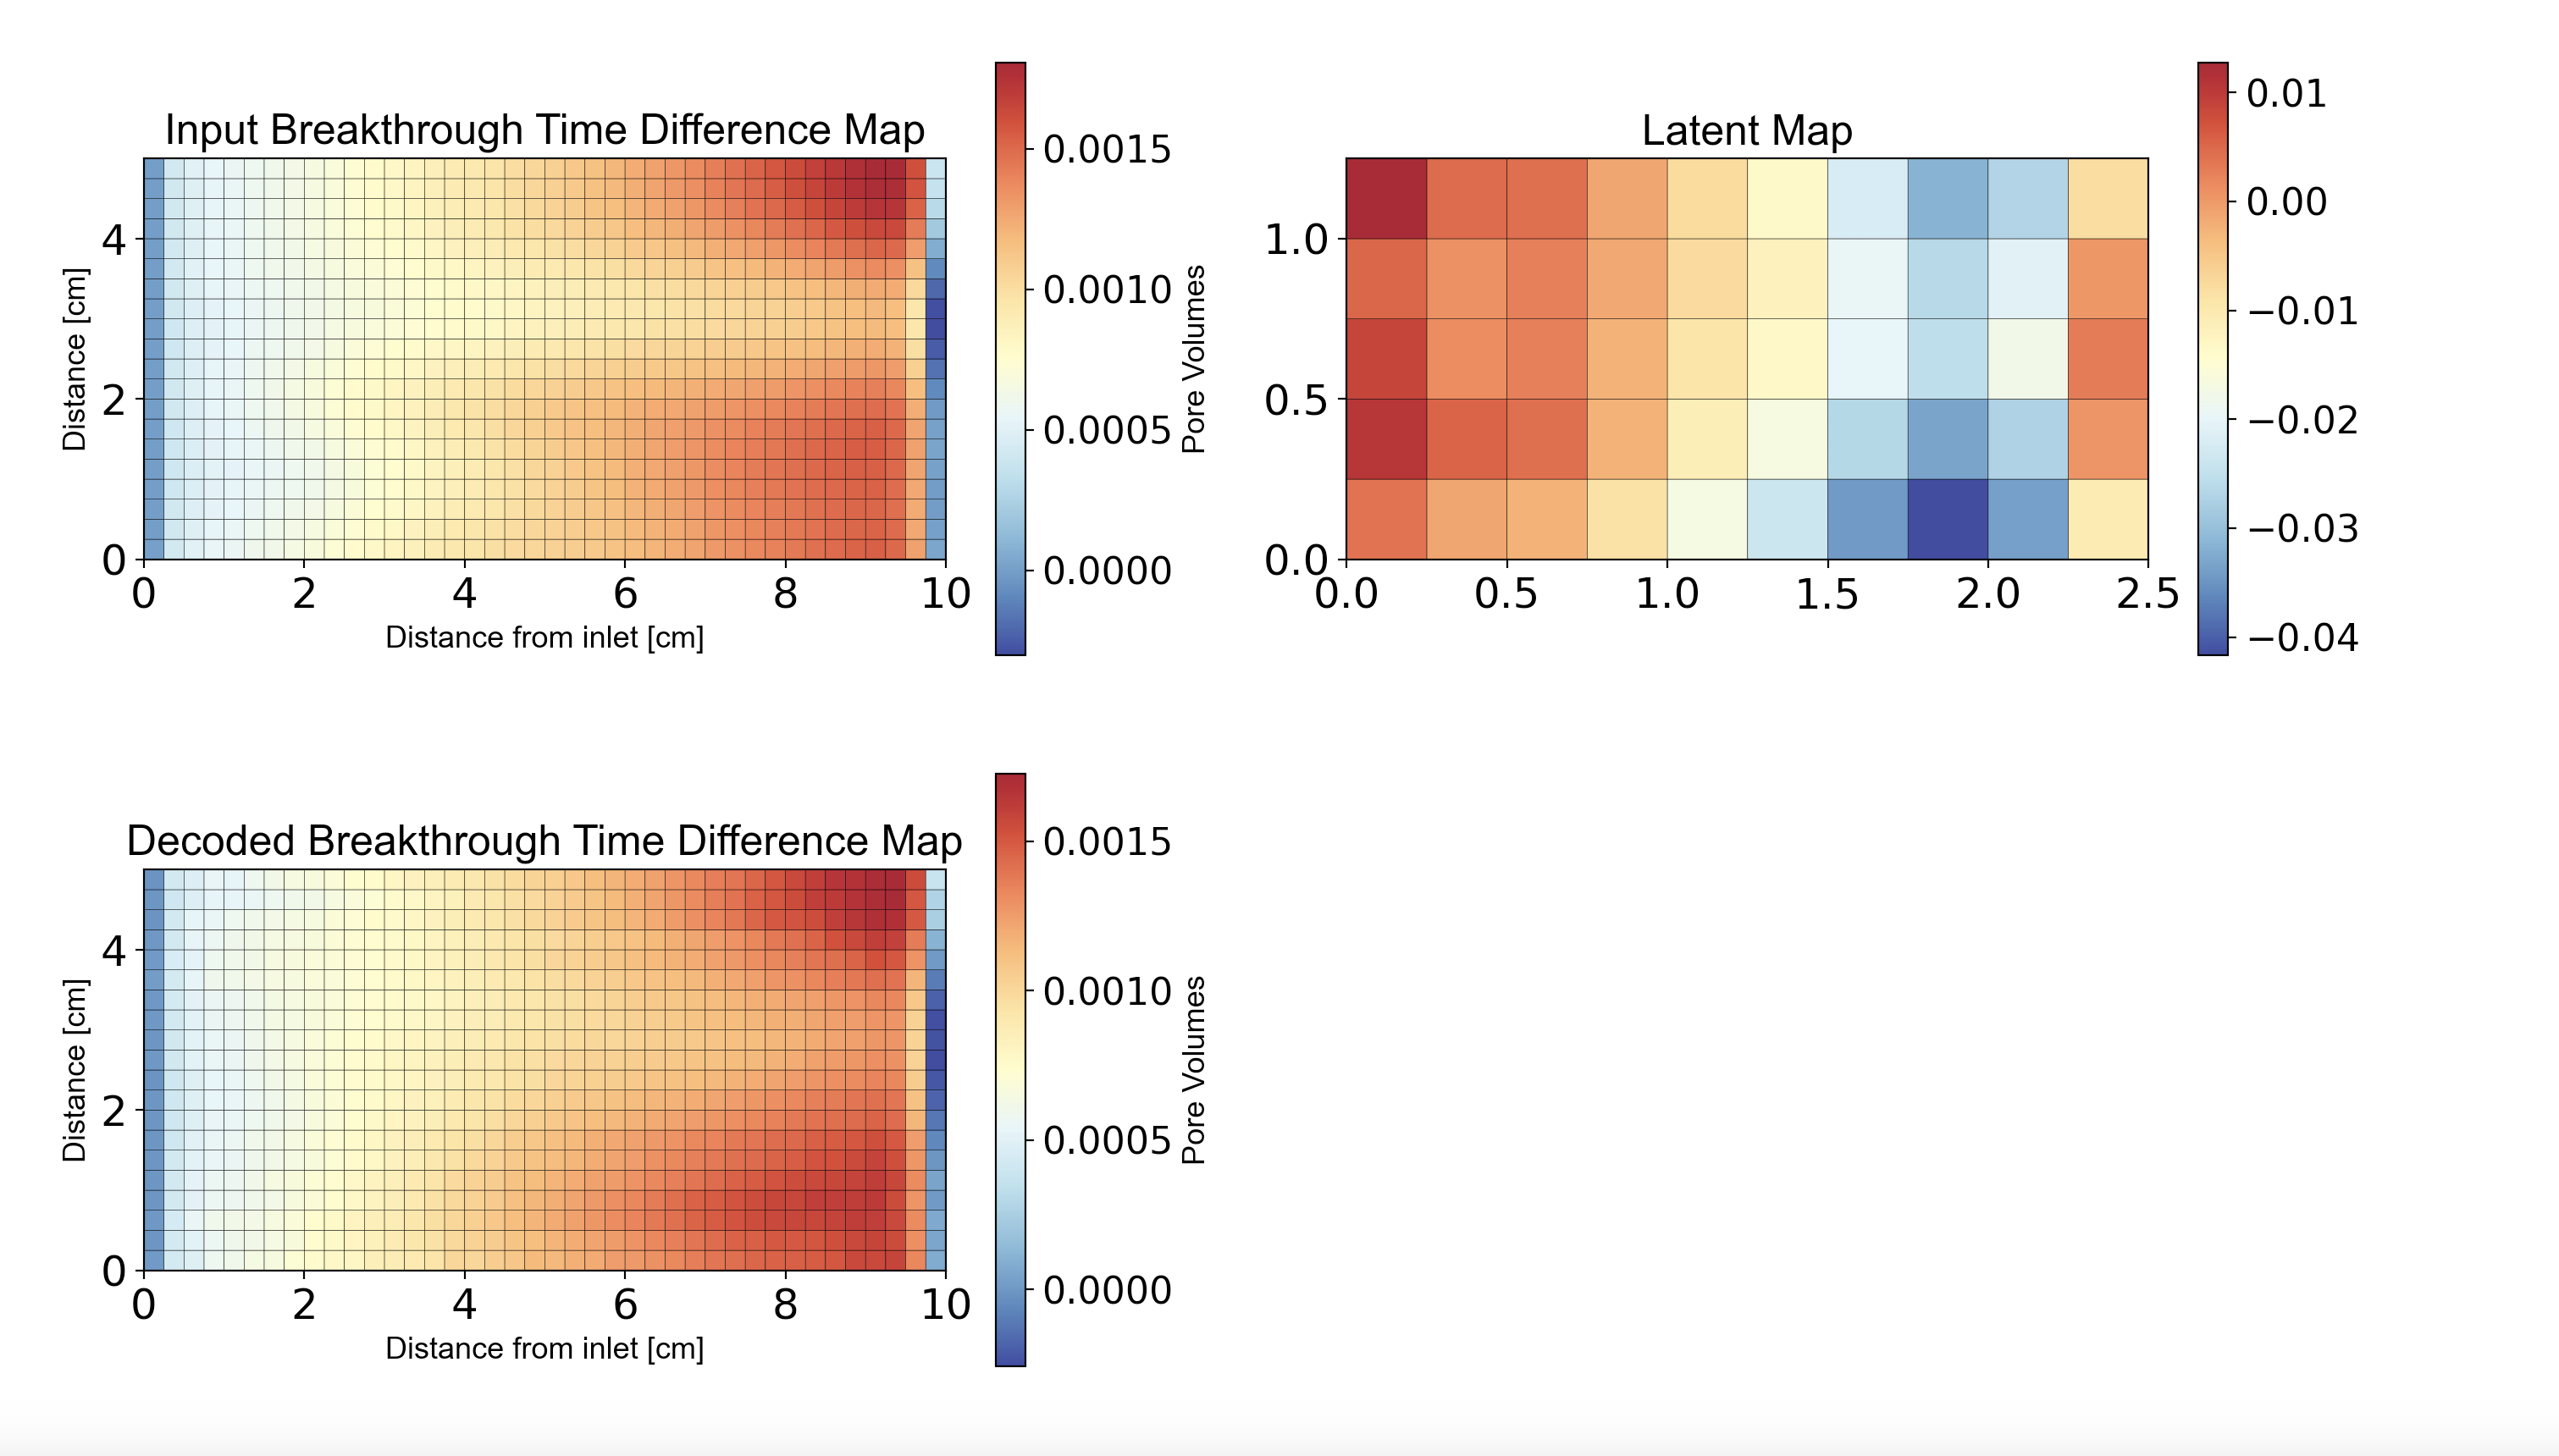 Input Breakthrough Time Difference Map
Distance [cm]
4
2
0
0 2 4 6 8 10
Distance from inlet [cm]
0.0015
0.0010
0.0005
0.0000
Pore Volumes
Latent Map
1.0
0.5
0.0
0.0 0.5 1.0 1.5 2.0 2.5
0.01
0.00
−0.01
−0.02
−0.03
−0.04
Decoded Breakthrough Time Difference Map
Distance [cm]
4
2
0
0 2 4 6 8 10
Distance from inlet [cm]
0.0015
0.0010
0.0005
0.0000
Pore Volumes